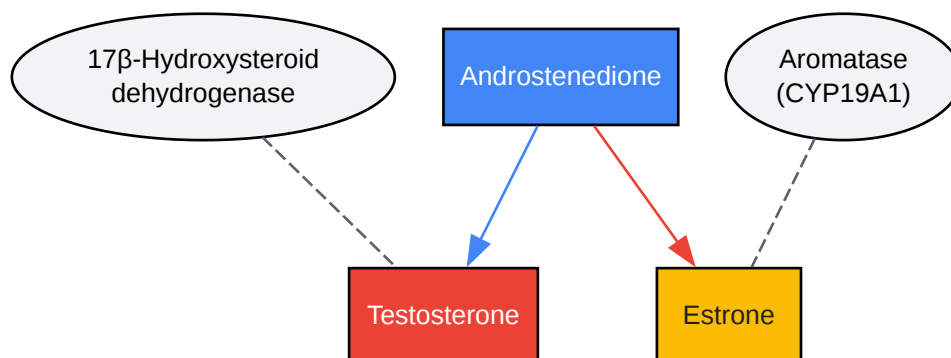 17β-Hydroxysteroid
dehydrogenase
Androstenedione
Aromatase
(CYP19A1)
Testosterone
Estrone